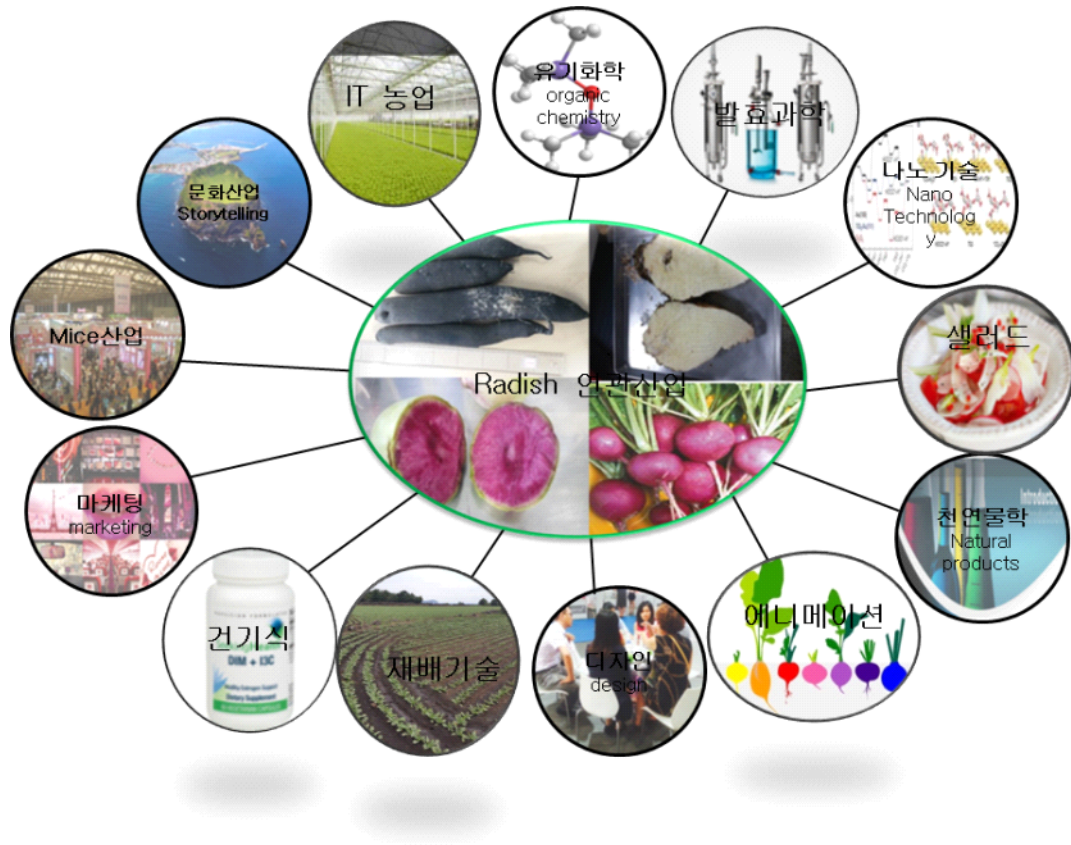 IT 농업
유기화학
organic
chemistry
발효과학
나노 기술
Nano
Technolog
y
문화산업
Storytelling
Mice산업
샐러드
Radish 연관산업
마케팅
marketing
천연물학
Natural
products
건기식
DIM + I3C
Dietary Supplement
재배기술
디자인
design
에니메이션